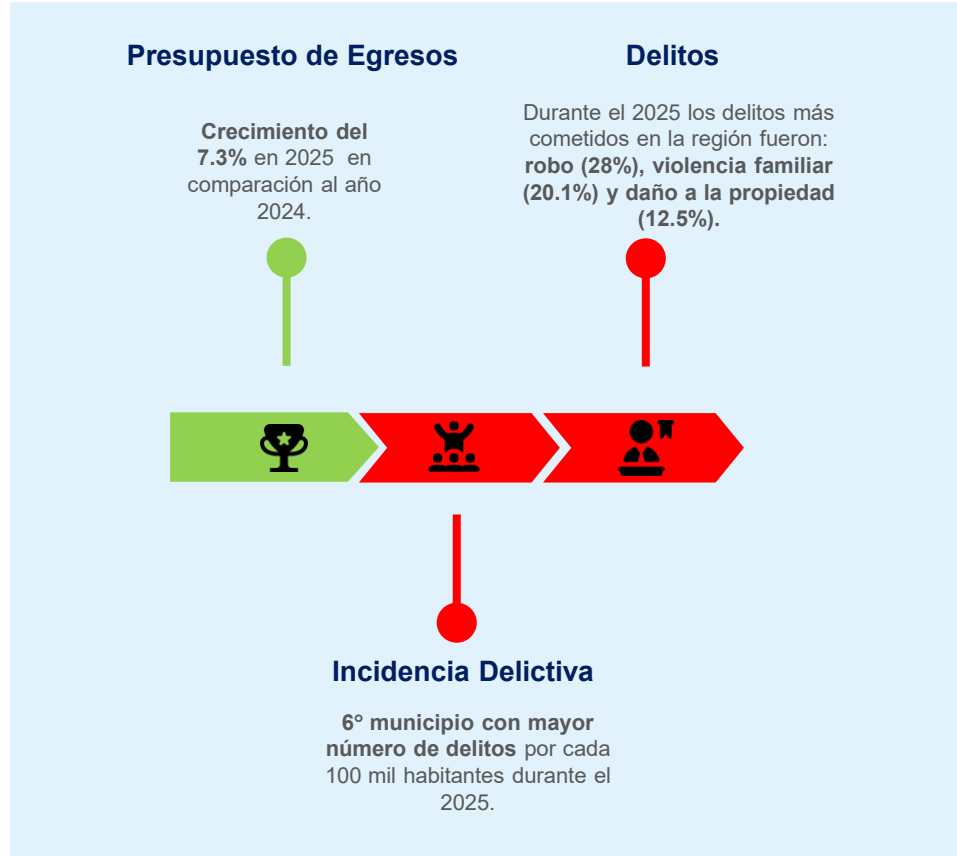 Presupuesto de Egresos
Crecimiento del
7.3% en 2025 en
comparación al año
2024.
Delitos
Durante el 2025 los delitos más
cometidos en la región fueron:
robo (28%), violencia familiar
(20.1%) y daño a la propiedad
(12.5%).
Incidencia Delictiva
6° municipio con mayor
número de delitos por cada
100 mil habitantes durante el
2025.